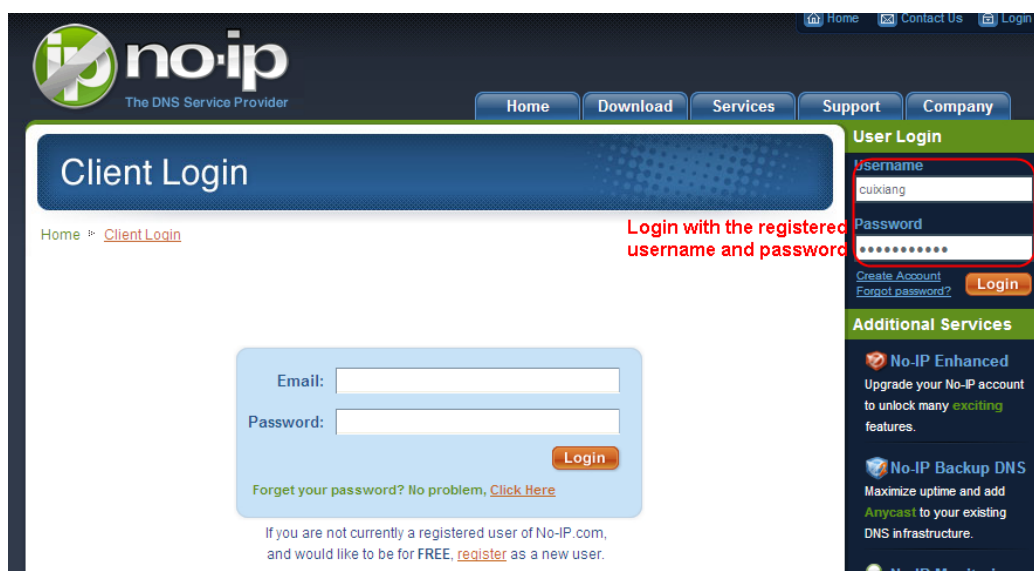 Home Contact Us Login
ip no·ip
The DNS Service Provider
Home Download Services Support Company
Client Login
Home Client Login
Login with the registered
username and password
User Login
Username
cuixiang
Password
•••••••••••
Create Account
Forgot password?
Login
Additional Services
No-IP Enhanced
Upgrade your No-IP account
to unlock many exciting
features.
No-IP Backup DNS
Maximize uptime and add
Anycast to your existing
DNS infrastructure.
Email:
Password:
Login
Forget your password? No problem, Click Here
If you are not currently a registered user of No-IP.com,
and would like to be for FREE, register as a new user.